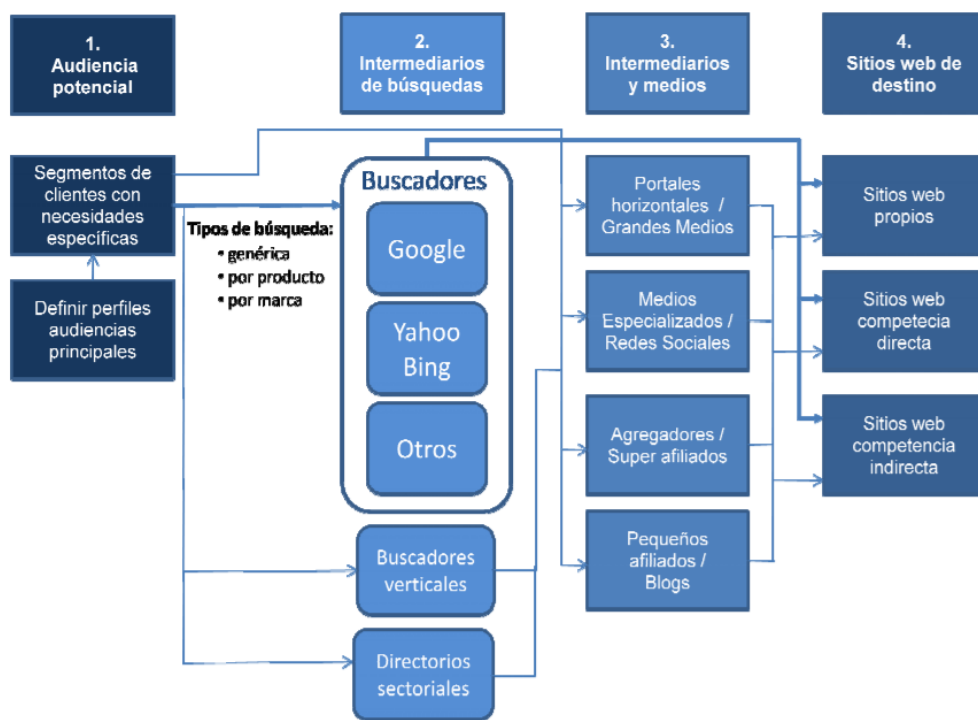 1.
Audiencia
potencial
2.
Intermediarios
de búsquedas
3.
Intermediarios
y medios
4.
Sitios web de
destino
Segmentos de
clientes con
necesidades
específicas
Definir perfiles
audiencias
principales
Tipos de búsqueda:
• genérica
• por producto
• por marca
Buscadores
Google
Yahoo
Bing
Otros
Buscadores
verticales
Directorios
sectoriales
Portales
horizontales /
Grandes Medios
Medios
Especializados /
Redes Sociales
Agregadores /
Super afiliados
Pequeños
afiliados /
Blogs
Sitios web
propios
Sitios web
competecia
directa
Sitios web
competencia
indirecta